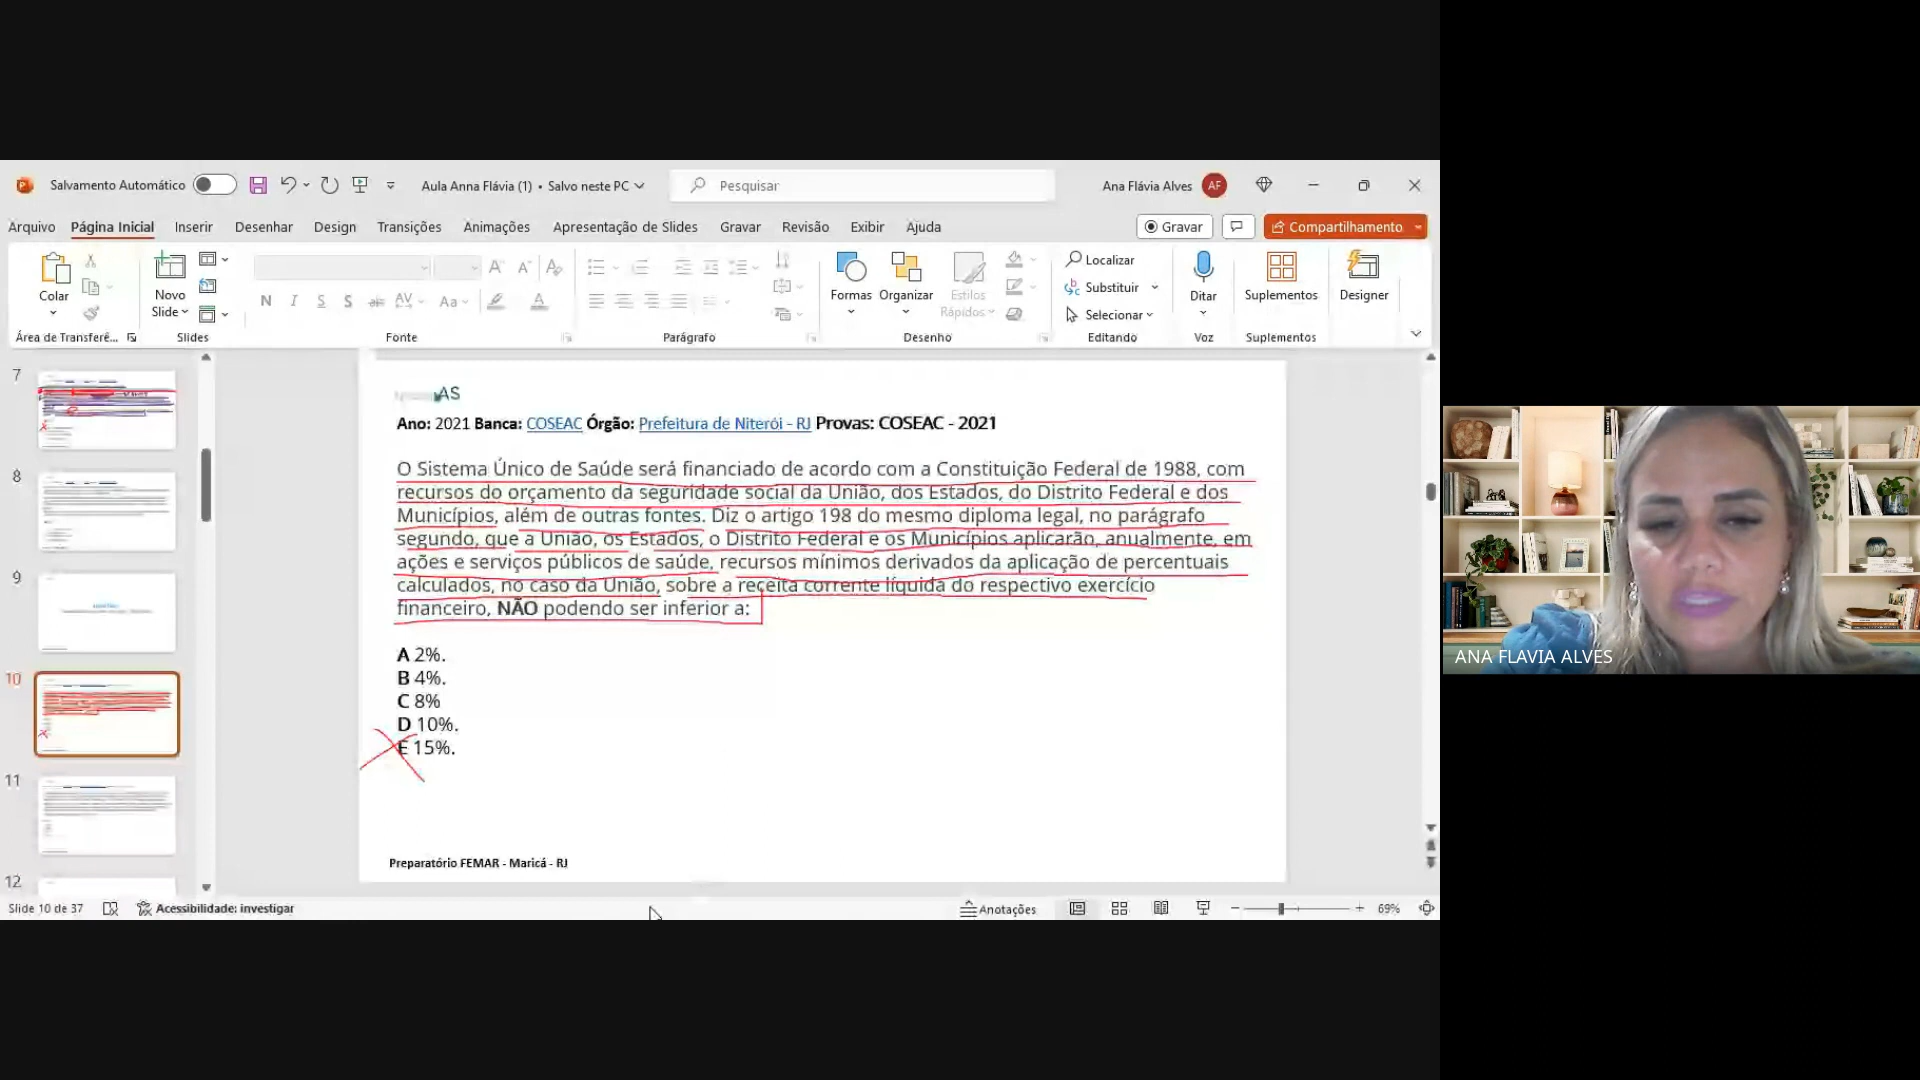 Salvamento Automático
Aula Anna Flávia (1) • Salvo neste PC
Pesquisar
Ana Flávia Alves
AF
Arquivo
Página Inicial
Inserir
Desenhar
Design
Transições
Animações
Apresentação de Slides
Gravar
Revisão
Exibir
Ajuda
Gravar
Compartilhamento
Colar
Novo
Slide
N I S S ab AV Aa A
Formas
Organizar
Estilos
Rápidos
Localizar
Substituir
Selecionar
Ditar
Suplementos
Designer
Área de Transferê...
Slides
Fonte
Parágrafo
Desenho
Editando
Voz
Suplementos
7
8
9
10
11
12
AS
Ano: 2021 Banca: COSEAC Órgão: Prefeitura de Niterói - RJ Provas: COSEAC - 2021
O Sistema Único de Saúde será financiado de acordo com a Constituição Federal de 1988, com
recursos do orçamento da seguridade social da União, dos Estados, do Distrito Federal e dos
Municípios, além de outras fontes. Diz o artigo 198 do mesmo diploma legal, no parágrafo
segundo, que a União, os Estados, o Distrito Federal e os Municípios aplicarão, anualmente, em
ações e serviços públicos de saúde, recursos mínimos derivados da aplicação de percentuais
calculados, no caso da União, sobre a receita corrente líquida do respectivo exercício
financeiro, NÃO podendo ser inferior a:
A 2%.
B 4%.
C 8%
D 10%.
E 15%.
Preparatório FEMAR - Maricá - RJ
Slide 10 de 37
Acessibilidade: investigar
Anotações
69%
ANA FLAVIA ALVES